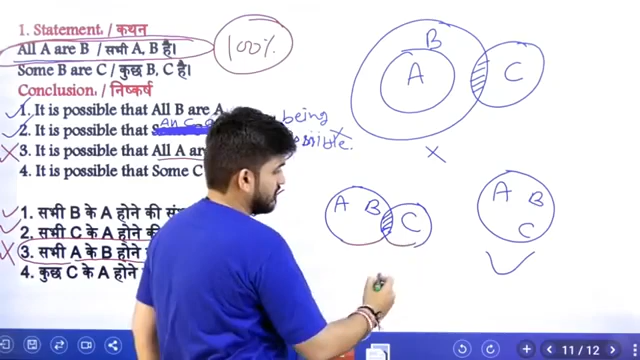 1. Statement / कथन
All A are B / सभी A, B है।
100%
Some B are C / कुछ B, C है।
Conclusion / निष्कर्ष
1. It is possible that All B are A
being
2. It is possible that
3. It is possible that All A are
possible.
4. It is possible that Some C
1. सभी B के A होने की
2. सभी C के A होने की
3. सभी A के B होने
4. कुछ C के A होने
B
A
C
A B
C
A B
C
11 / 12